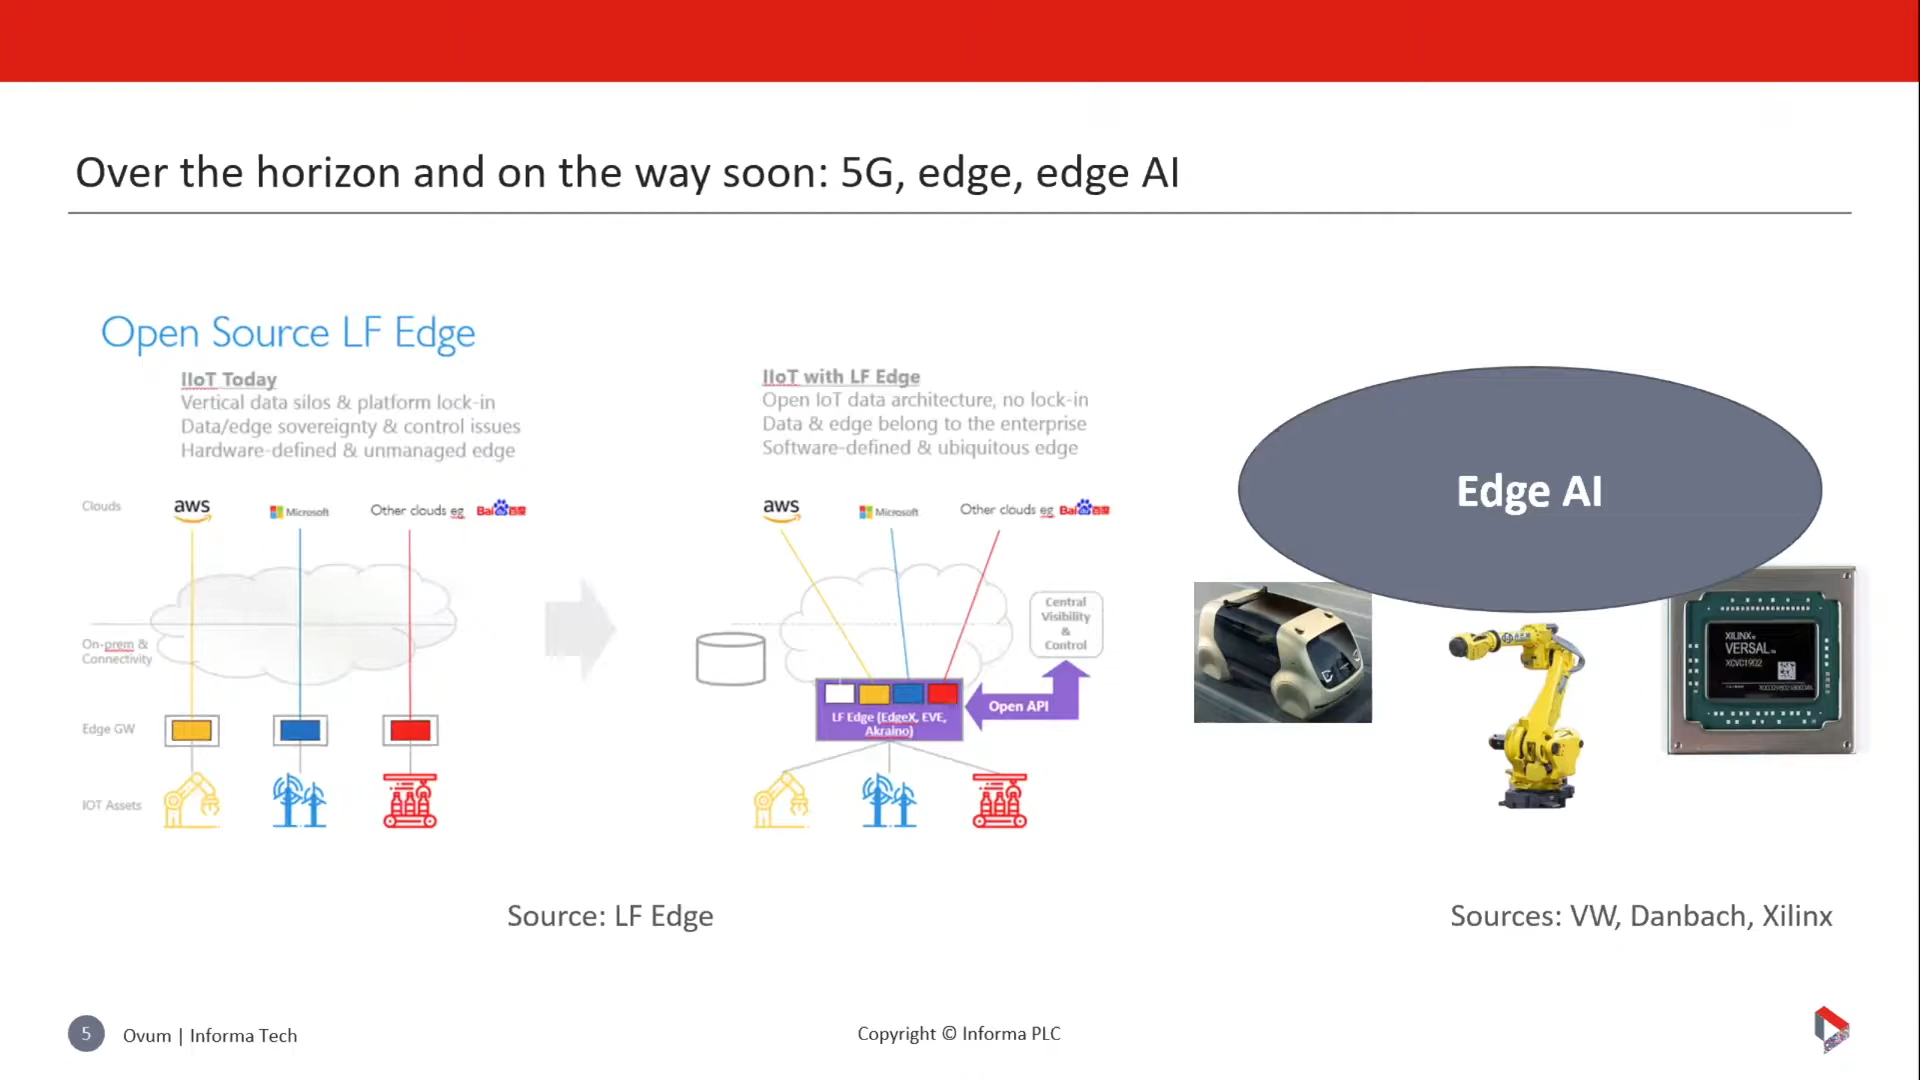 Over the horizon and on the way soon: 5G, edge, edge AI
Open Source LF Edge
IIoT Today
Vertical data silos & platform lock-in
Data/edge sovereignty & control issues
Hardware-defined & unmanaged edge
IIoT with LF Edge
Open IoT data architecture, no lock-in
Data & edge belong to the enterprise
Software-defined & ubiquitous edge
Clouds
aws
Microsoft
Other clouds eg
Bai百度
aws
Microsoft
Other clouds eg
Bai百度
On-prem &
Connectivity
Edge GW
IOT Assets
Central
Visibility
&
Control
Open API
LF Edge (EdgeX, EVE,
Akraino)
Edge AI
XILINX
VERSAL
XCVC1902
Source: LF Edge
Sources: VW, Danbach, Xilinx
5
Ovum | Informa Tech
Copyright © Informa PLC